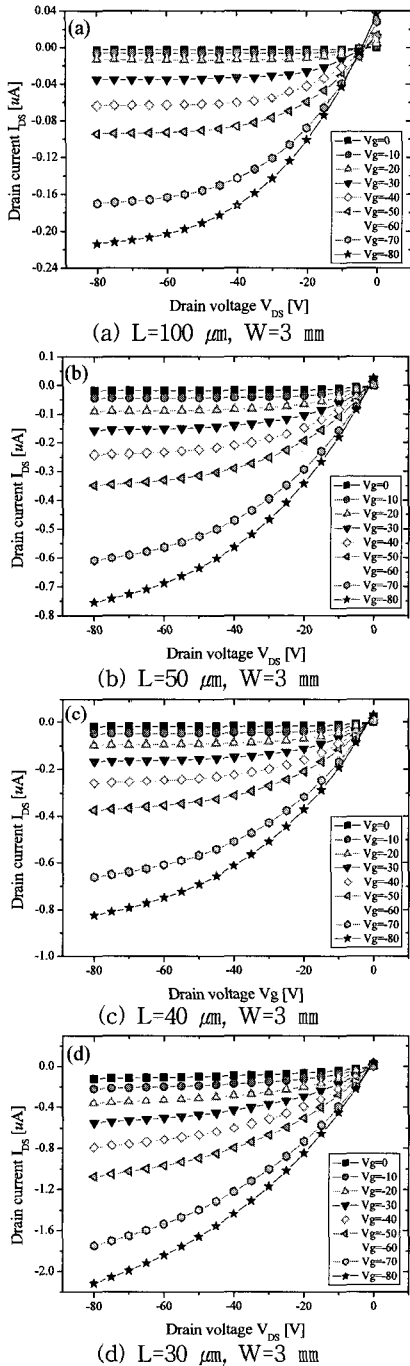 (a)
0.04
0.00
-0.04
-0.08
-0.12
-0.16
-0.20
-0.24
Drain current I_DS [uA]
Vg=0
Vg=-10
Vg=-20
Vg=-30
Vg=-40
Vg=-50
Vg=-60
Vg=-70
Vg=-80
-80 -60 -40 -20 0
Drain voltage V_DS [V]
(a) L=100 μm, W=3 mm
(b)
0.1
0.0
-0.1
-0.2
-0.3
-0.4
-0.5
-0.6
-0.7
-0.8
Drain current I_DS [uA]
Vg=0
Vg=-10
Vg=-20
Vg=-30
Vg=-40
Vg=-50
Vg=-60
Vg=-70
Vg=-80
-80 -60 -40 -20 0
Drain voltage V_DS [V]
(b) L=50 μm, W=3 mm
(c)
0.0
-0.2
-0.4
-0.6
-0.8
-1.0
Drain current I_DS [uA]
Vg=0
Vg=-10
Vg=-20
Vg=-30
Vg=-40
Vg=-50
Vg=-60
Vg=-70
Vg=-80
-80 -60 -40 -20 0
Drain voltage Vg [V]
(c) L=40 μm, W=3 mm
(d)
0.0
-0.4
-0.8
-1.2
-1.6
-2.0
Drain current I_DS [uA]
Vg=0
Vg=-10
Vg=-20
Vg=-30
Vg=-40
Vg=-50
Vg=-60
Vg=-70
Vg=-80
-80 -60 -40 -20 0
Drain voltage V_DS [V]
(d) L=30 μm, W=3 mm